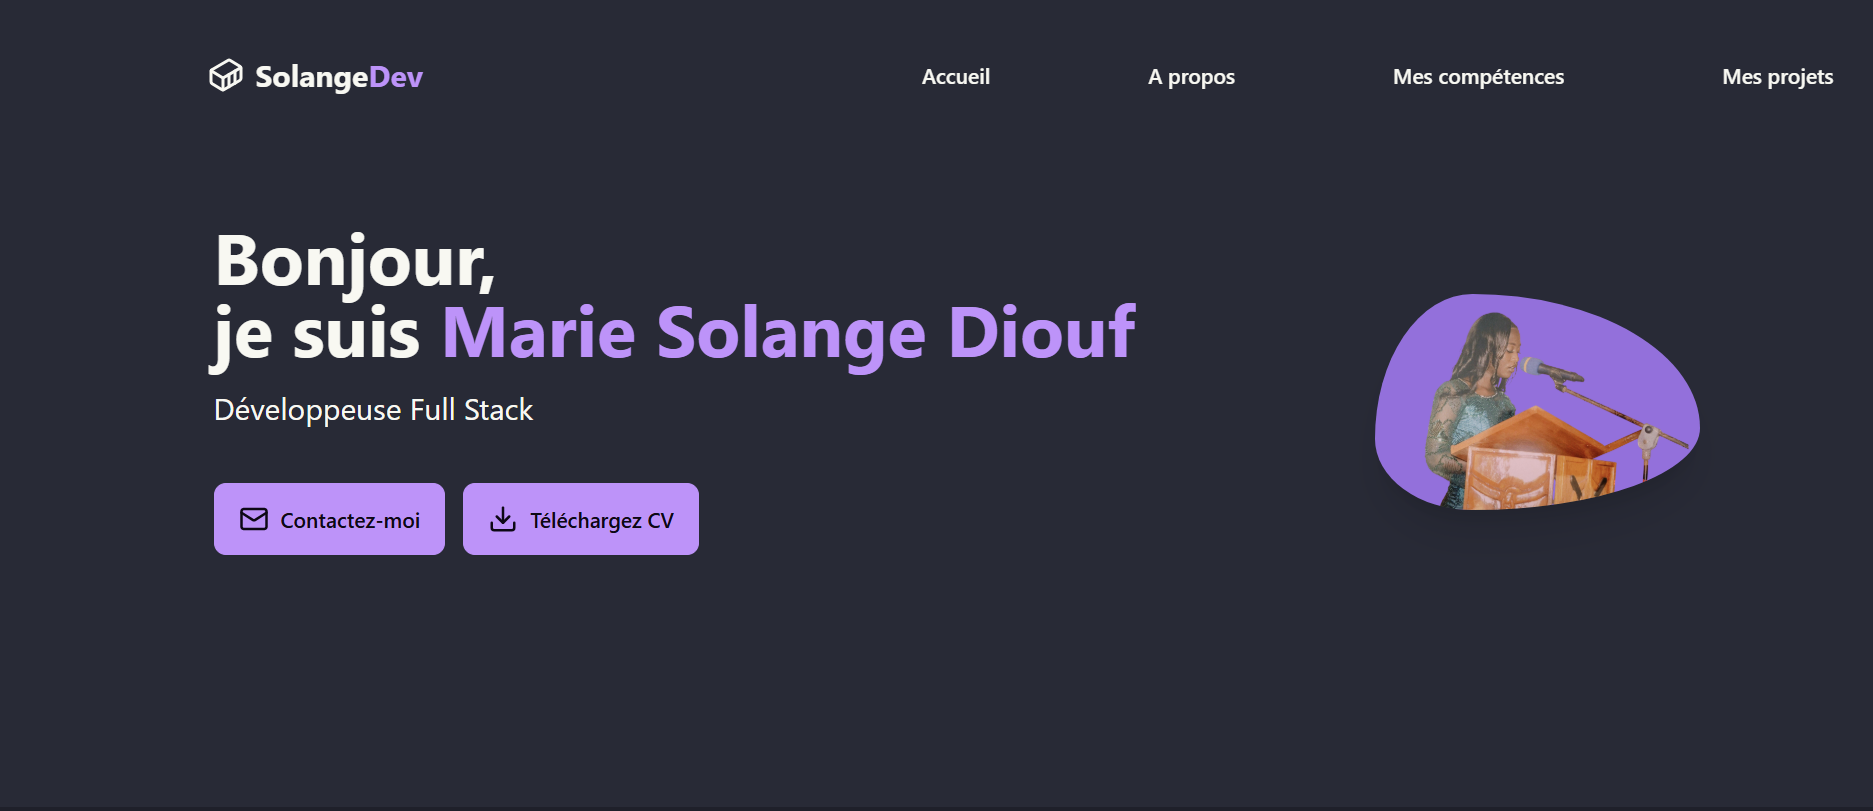 SolangeDev
Accueil
A propos
Mes compétences
Mes projets
Bonjour,
je suis Marie Solange Diouf
Développeuse Full Stack
Contactez-moi
Téléchargez CV